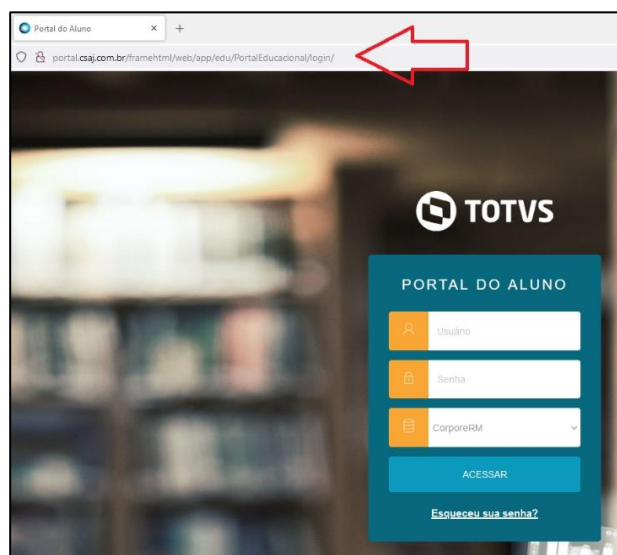 Portal do Aluno
portal.csaj.com.br/framehtml/web/app/edu/PortalEducacional/login/
TOTVS
PORTAL DO ALUNO
Usuário
Senha
CorporeRM
ACESSAR
Esqueceu sua senha?